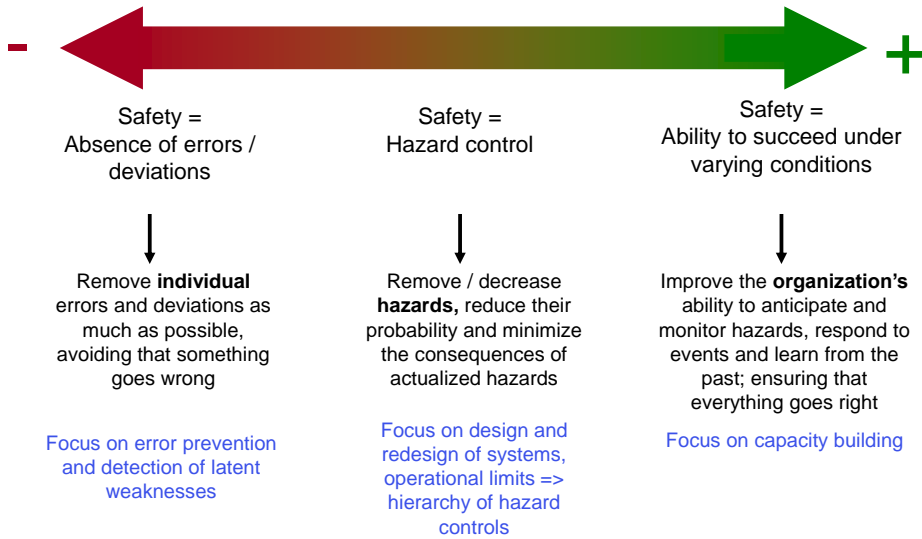 -
+
Safety =
Absence of errors /
deviations
Safety =
Hazard control
Safety =
Ability to succeed under
varying conditions
Remove individual
errors and deviations as
much as possible,
avoiding that something
goes wrong
Remove / decrease
hazards, reduce their
probability and minimize
the consequences of
actualized hazards
Improve the organization’s
ability to anticipate and
monitor hazards, respond to
events and learn from the
past; ensuring that
everything goes right
Focus on error prevention
and detection of latent
weaknesses
Focus on design and
redesign of systems,
operational limits =>
hierarchy of hazard
controls
Focus on capacity building